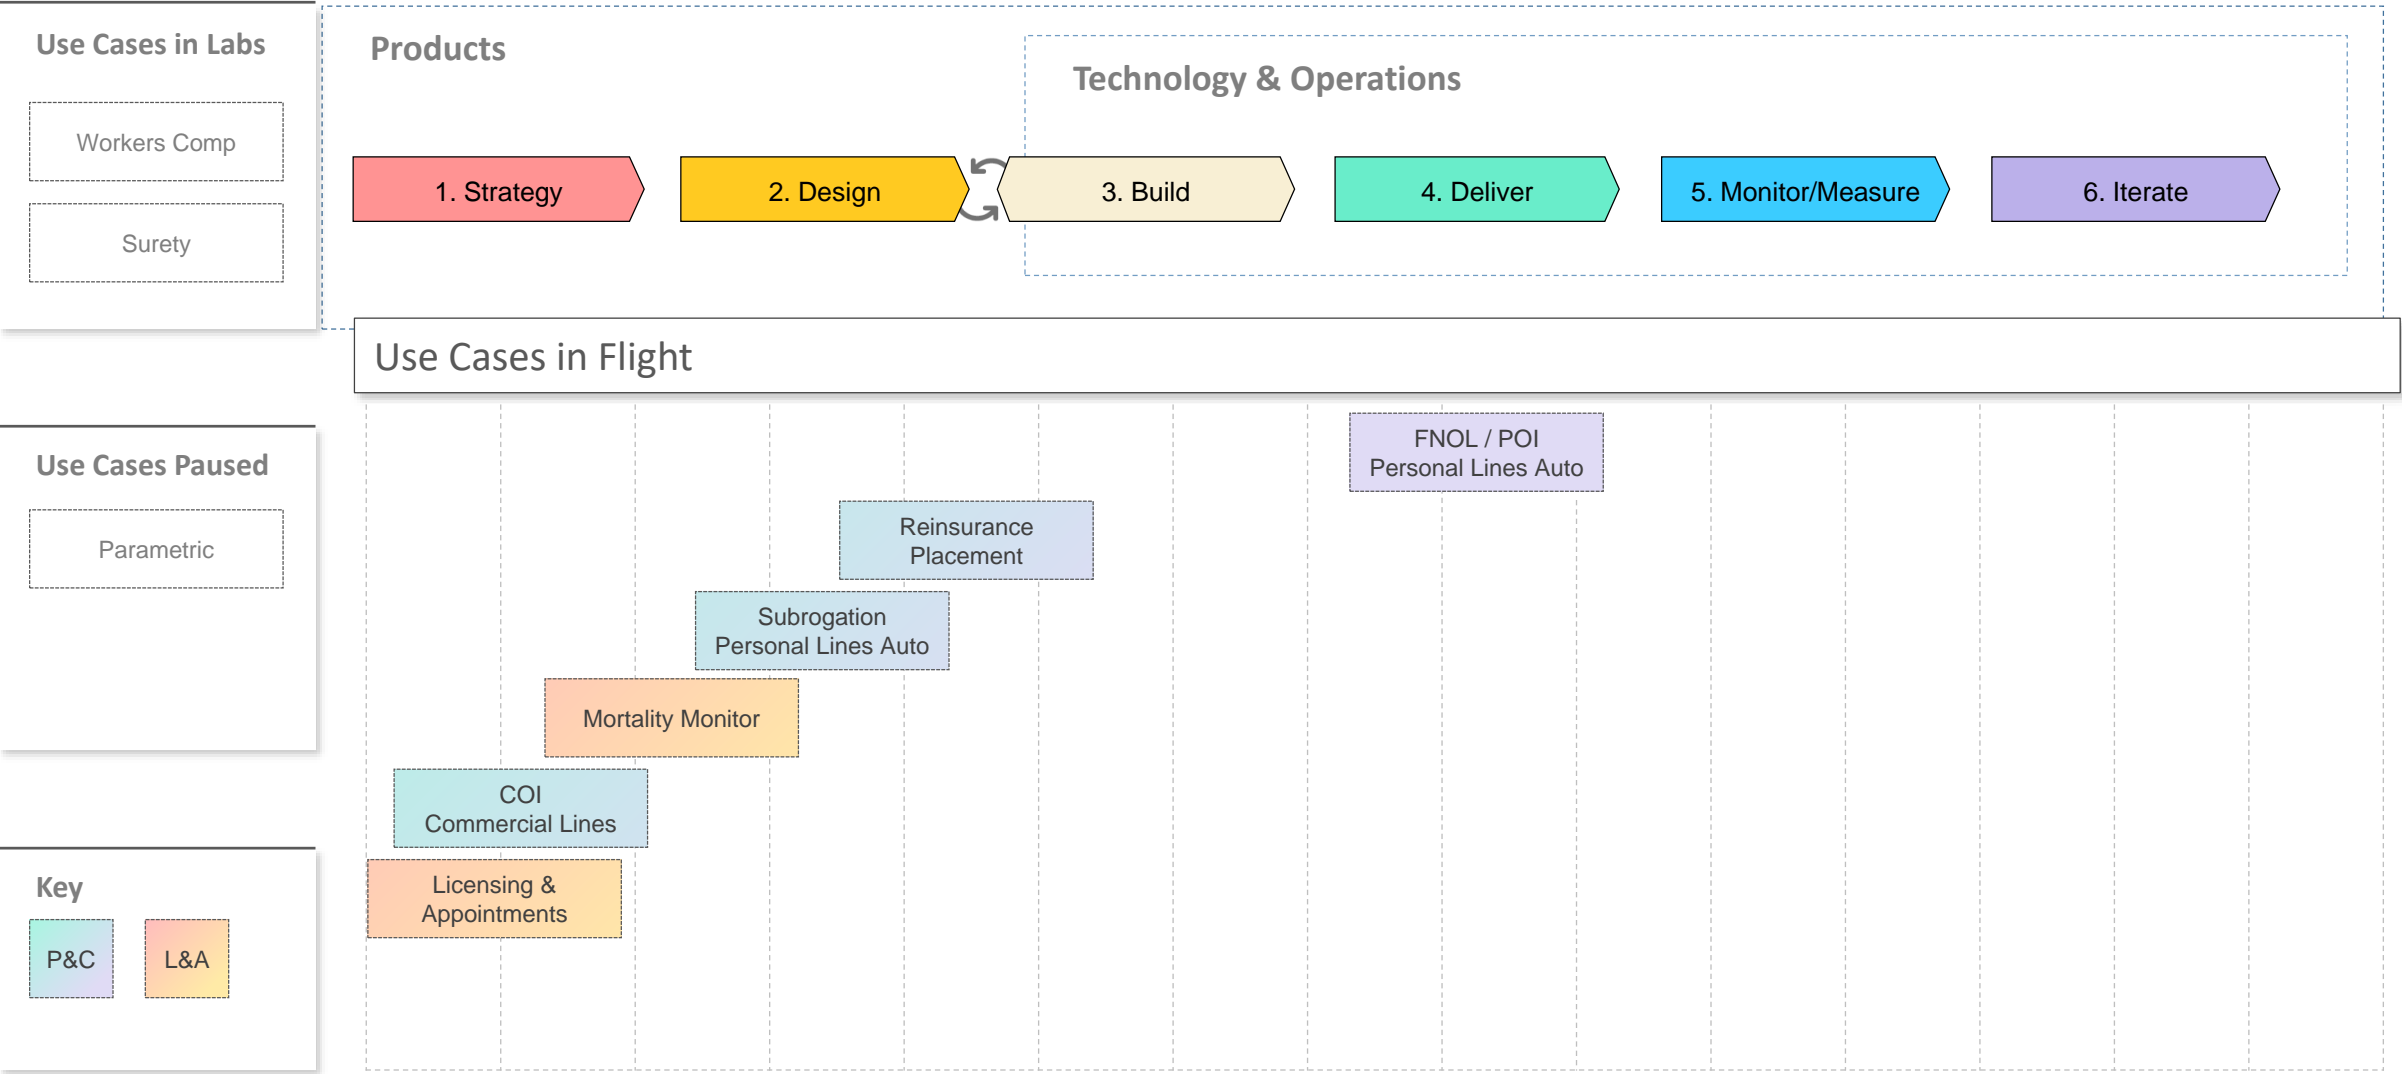 Use Cases in Labs
Workers Comp
Surety
Products
Technology & Operations
1. Strategy
2. Design
3. Build
4. Deliver
5. Monitor/Measure
6. Iterate
Use Cases in Flight
Use Cases Paused
Parametric
FNOL / POI
Personal Lines Auto
Reinsurance
Placement
Subrogation
Personal Lines Auto
Mortality Monitor
COI
Commercial Lines
Licensing &
Appointments
Key
P&C
L&A